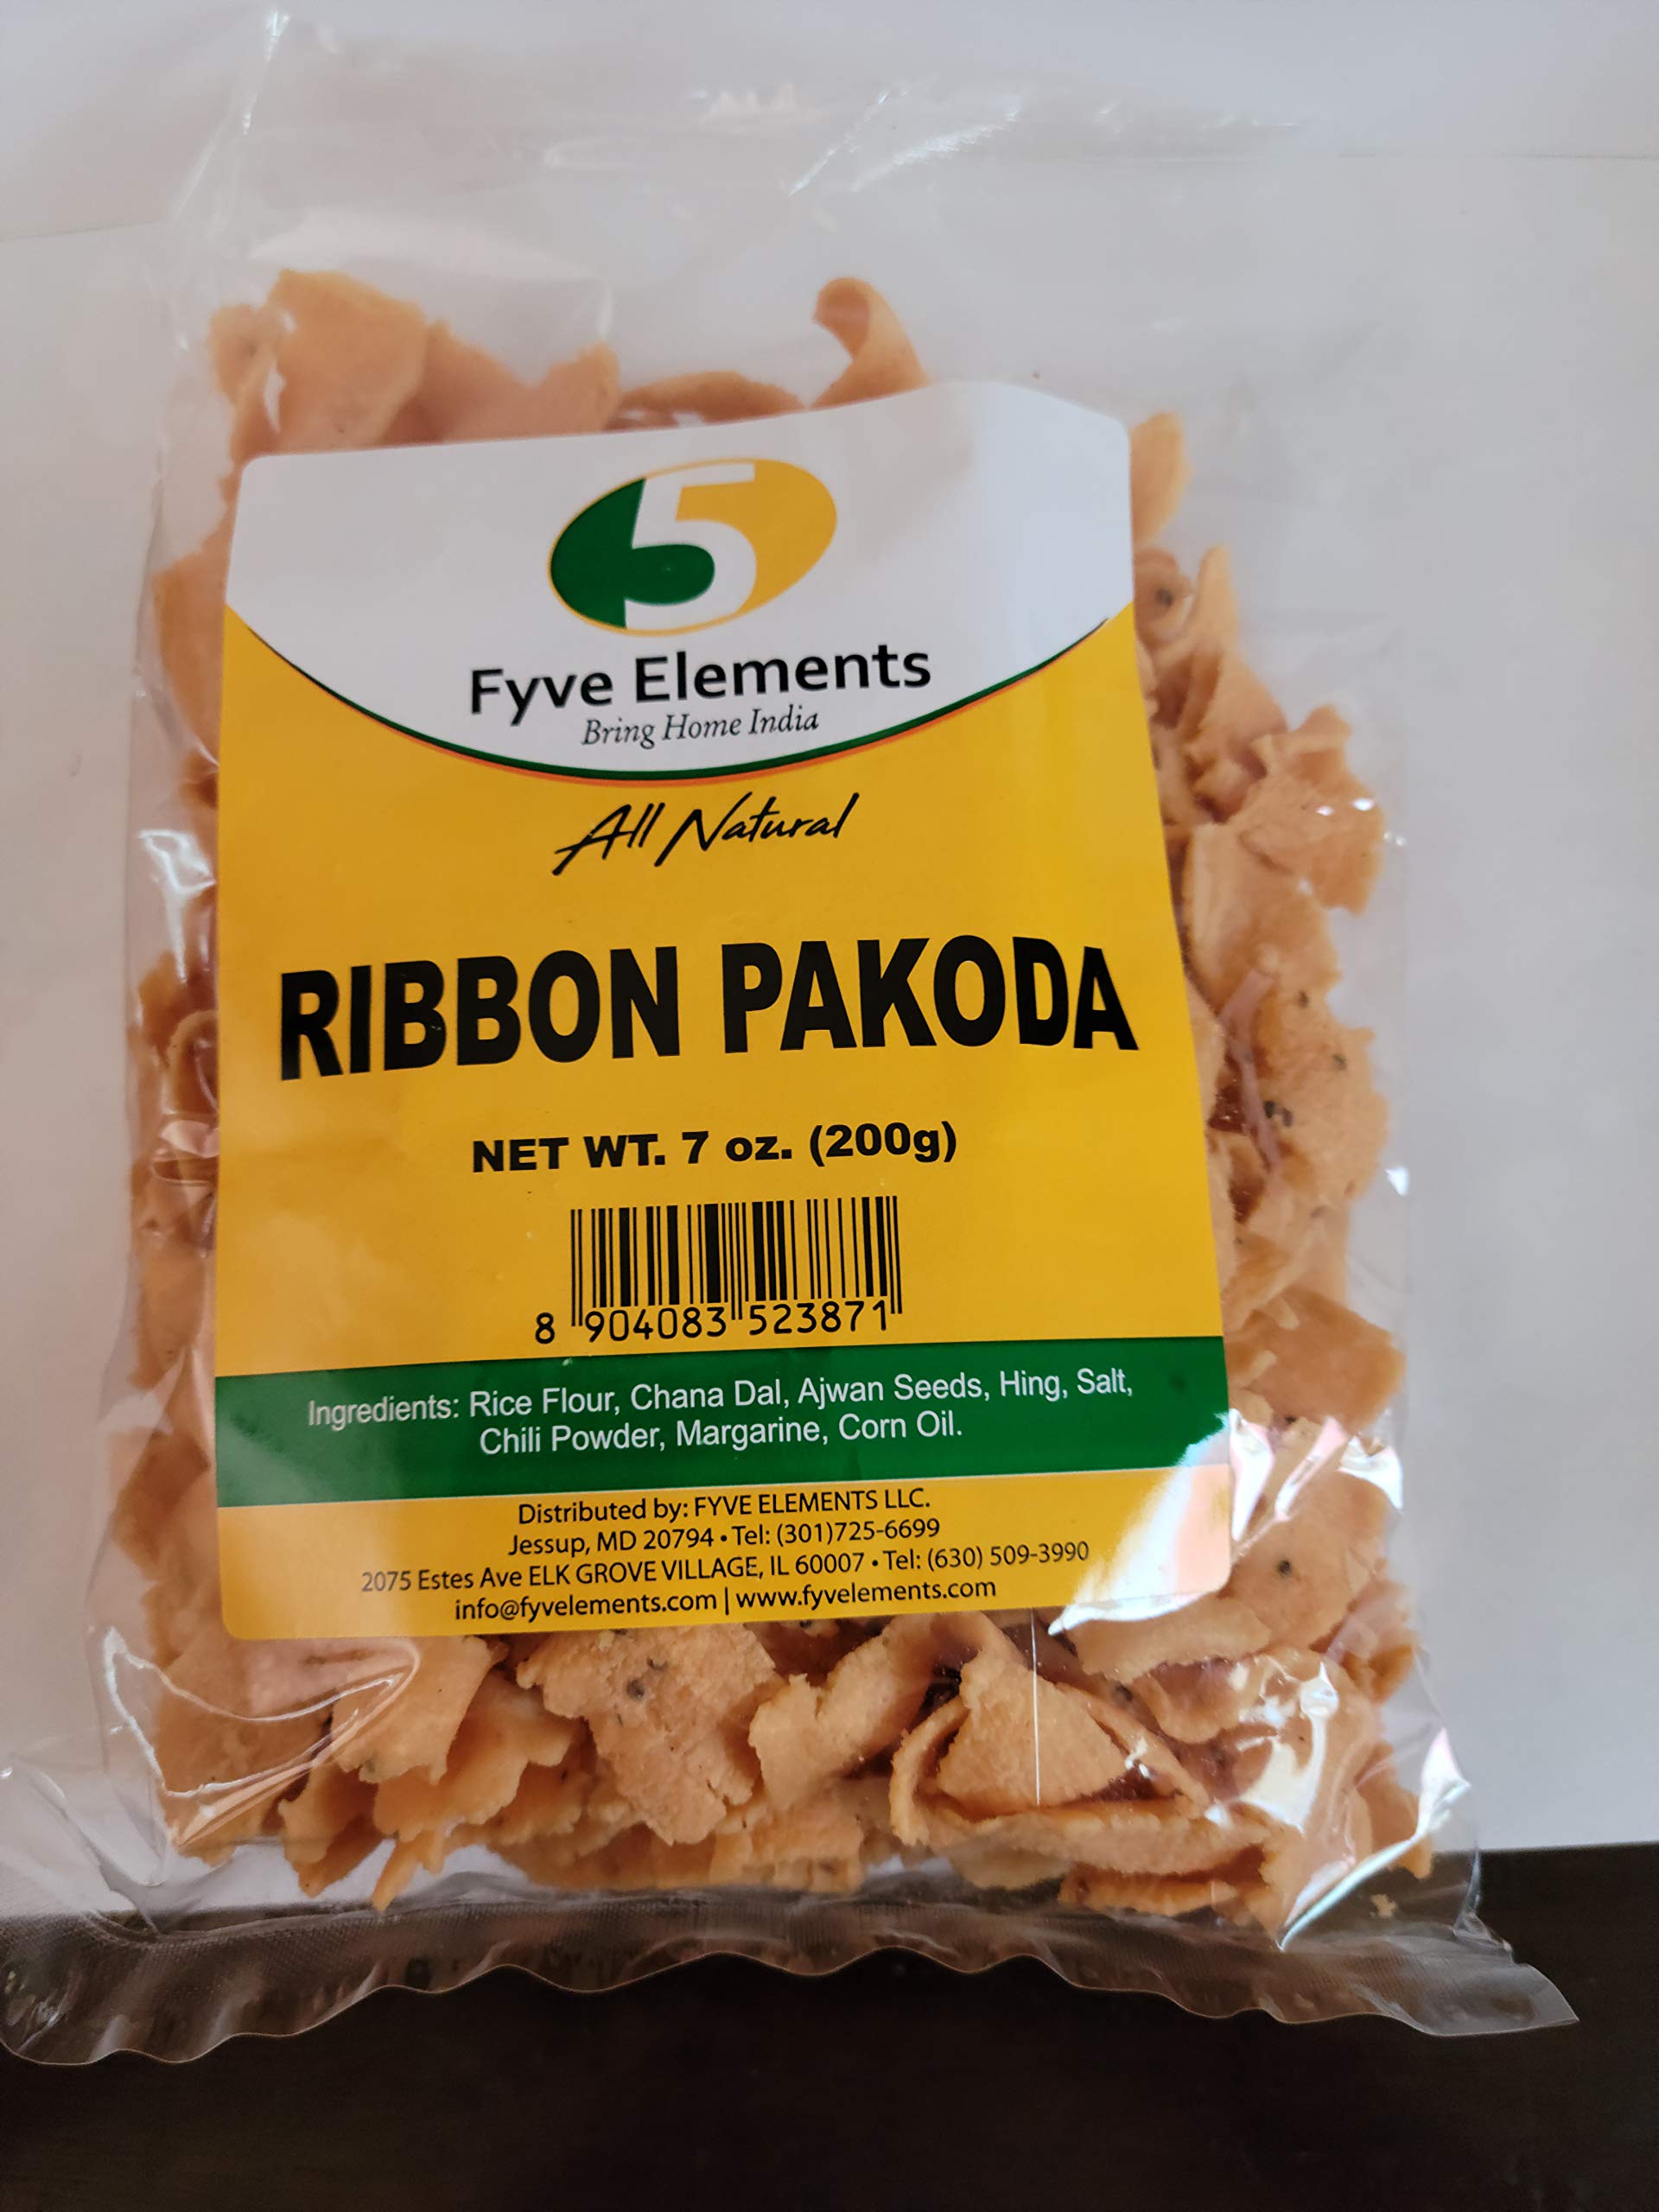 5
Fyve Elements
Bring Home India
All Natural
RIBBON PAKODA
NET WT. 7 oz. (200g)
8 904083 523871
Ingredients: Rice Flour, Chana Dal, Ajwan Seeds, Hing, Salt,
Chili Powder, Margarine, Corn Oil.
Distributed by: FYVE ELEMENTS LLC.
Jessup, MD 20794 • Tel: (301)725-6699
2075 Estes Ave ELK GROVE VILLAGE, IL 60007 • Tel: (630) 509-3990
info@fyvelements.com | www.fyvelements.com